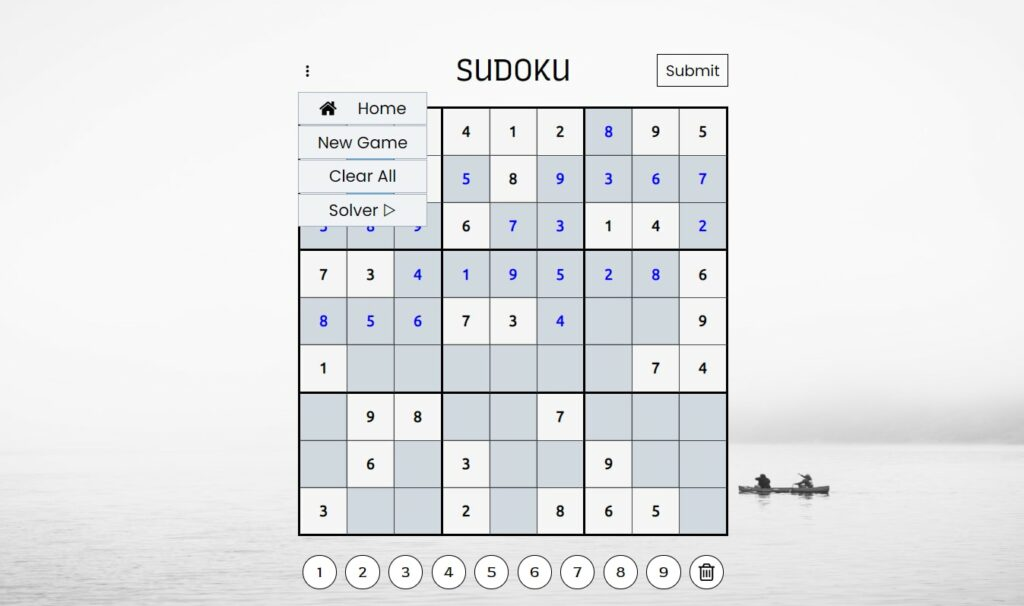 SUDOKU
Submit
Home
4 1 2 8 9 5
New Game
5 8 9 3 6 7
Clear All
Solver
6 7 3 1 4 2
7 3 4 1 9 5 2 8 6
8 5 6 7 3 4 9
1 7 4
9 8 7
6 3 9
3 2 8 6 5
1 2 3 4 5 6 7 8 9